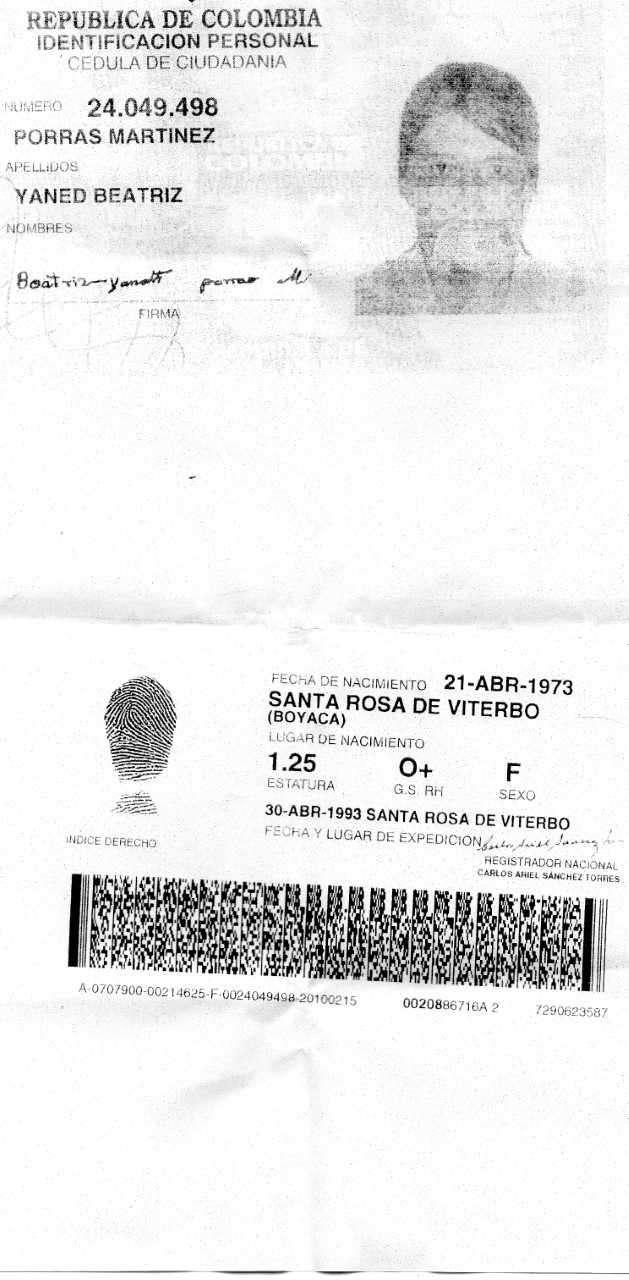 REPUBLICA DE COLOMBIA
IDENTIFICACION PERSONAL
CEDULA DE CIUDADANIA
NUMERO 24.049.498
PORRAS MARTINEZ
APELLIDOS
YANED BEATRIZ
NOMBRES
Beatriz Yaneth porras M
FIRMA
FECHA DE NACIMIENTO 21-ABR-1973
SANTA ROSA DE VITERBO
(BOYACA)
LUGAR DE NACIMIENTO
1.25 O+ F
ESTATURA G.S. RH SEXO
30-ABR-1993 SANTA ROSA DE VITERBO
FECHA Y LUGAR DE EXPEDICION
INDICE DERECHO
REGISTRADOR NACIONAL
CARLOS ARIEL SÁNCHEZ TORRES
A-0707900-00214625-F-0024049498-20100215 0020886716A 2 7290623587